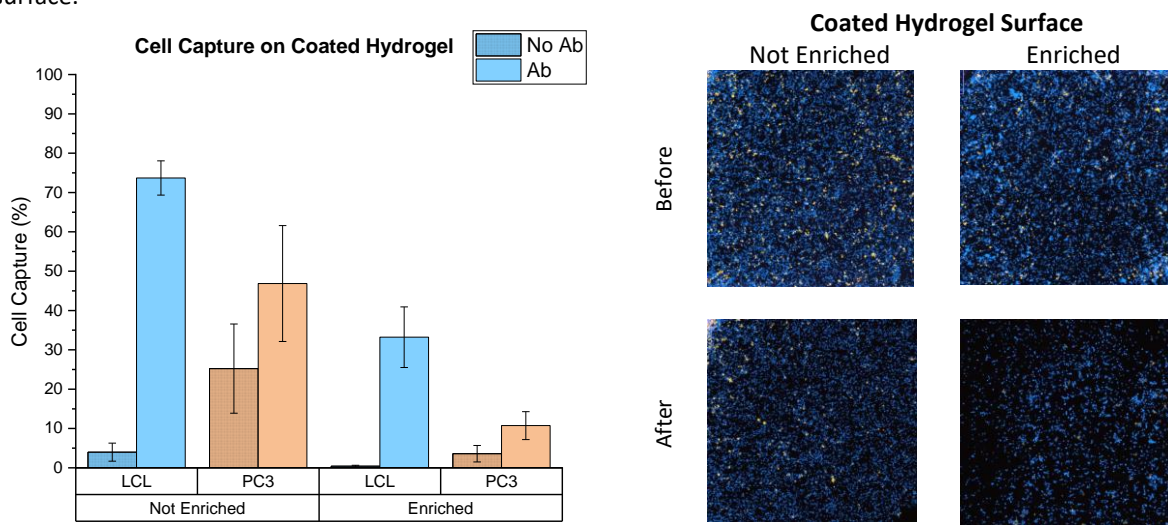 surface.
Cell Capture on Coated Hydrogel
No Ab
Ab
Cell Capture (%)
100
90
80
70
60
50
40
30
20
10
0
LCL
PC3
LCL
PC3
Not Enriched
Enriched
Coated Hydrogel Surface
Not Enriched
Enriched
Before
After